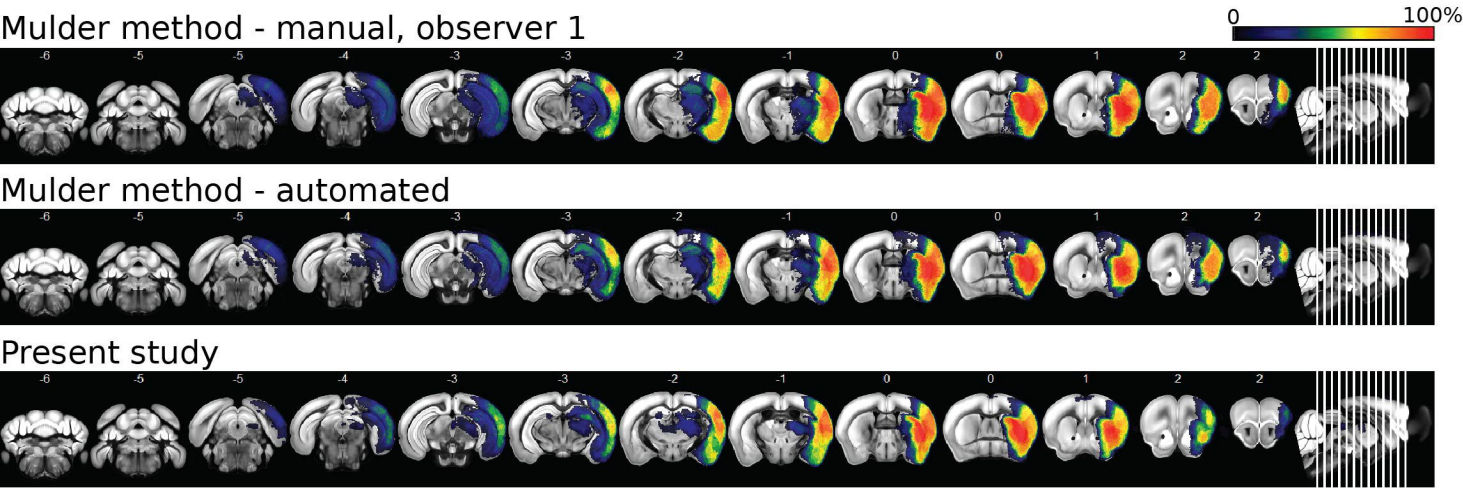 Mulder method - manual, observer 1
0 100%
-6 -5 -5 -4 -3 -3 -2 -1 0 0 1 2 2
Mulder method - automated
-6 -5 -5 -4 -3 -3 -2 -1 0 0 1 2 2
Present study
-6 -5 -5 -4 -3 -3 -2 -1 0 0 1 2 2